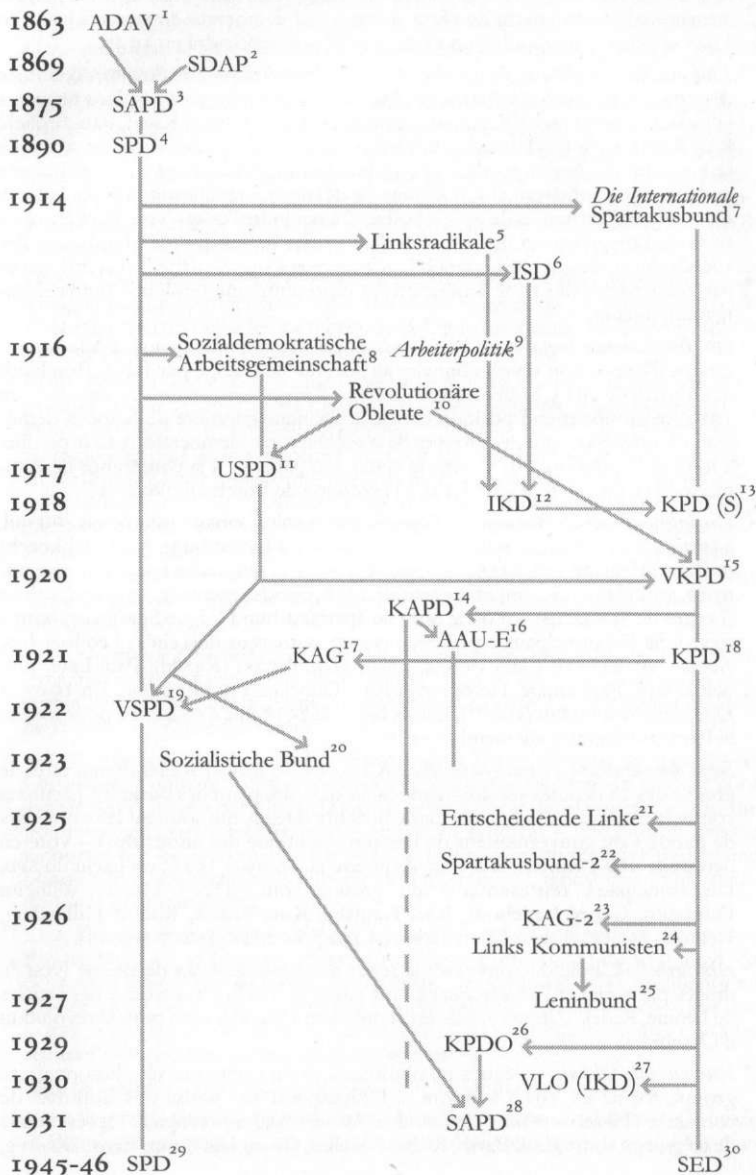 1863 ADAV¹
1869 SDAP²
1875 SAPD³
1890 SPD⁴
1914 Die Internationale
Spartakusbund⁷
Linksradikale⁵
ISD⁶
1916 Sozialdemokratische Arbeiterpolitik⁹
Arbeitsgemeinschaft⁸
Revolutionäre
Obleute¹⁰
1917 USPD¹¹
1918 IKD¹² KPD (S)¹³
1920 VKPD¹⁵
KAPD¹⁴
AAU-E¹⁶
1921 KAG¹⁷ KPD¹⁸
1922 VSPD¹⁹
1923 Sozialistiche Bund²⁰
1925 Entscheidende Linke²¹
Spartakusbund-2²²
1926 KAG-2²³
Links Kommunisten²⁴
1927 Leninbund²⁵
1929 KPDO²⁶
1930 VLO (IKD)²⁷
1931 SAPD²⁸
1945-46 SPD²⁹ SED³⁰